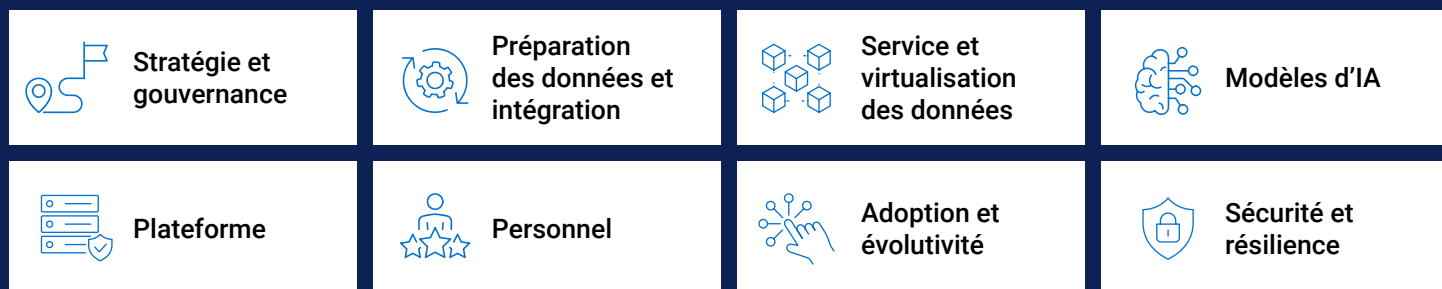 Stratégie et
gouvernance
Préparation
des données et
intégration
Service et
virtualisation
des données
Modèles d’IA
Plateforme
Personnel
Adoption et
évolutivité
Sécurité et
résilience